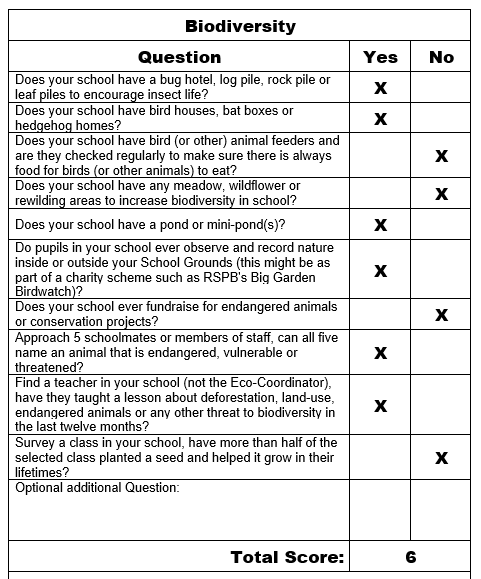 Biodiversity
Question Yes No
Does your school have a bug hotel, log pile, rock pile or
leaf piles to encourage insect life? X
Does your school have bird houses, bat boxes or
hedgehog homes? X
Does your school have bird (or other) animal feeders and
are they checked regularly to make sure there is always
food for birds (or other animals) to eat? X
Does your school have any meadow, wildflower or
rewilding areas to increase biodiversity in school? X
Does your school have a pond or mini-pond(s)? X
Do pupils in your school ever observe and record nature
inside or outside your School Grounds (this might be as
part of a charity scheme such as RSPB's Big Garden
Birdwatch)? X
Does your school ever fundraise for endangered animals
or conservation projects? X
Approach 5 schoolmates or members of staff, can all five
name an animal that is endangered, vulnerable or
threatened? X
Find a teacher in your school (not the Eco-Coordinator),
have they taught a lesson about deforestation, land-use,
endangered animals or any other threat to biodiversity in
the last twelve months? X
Survey a class in your school, have more than half of the
selected class planted a seed and helped it grow in their
lifetimes? X
Optional additional Question:
Total Score: 6